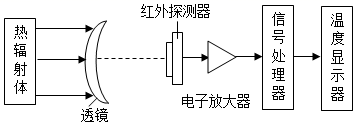 热辐射体
透镜
红外探测器
电子放大器
信号处理器
温度显示器